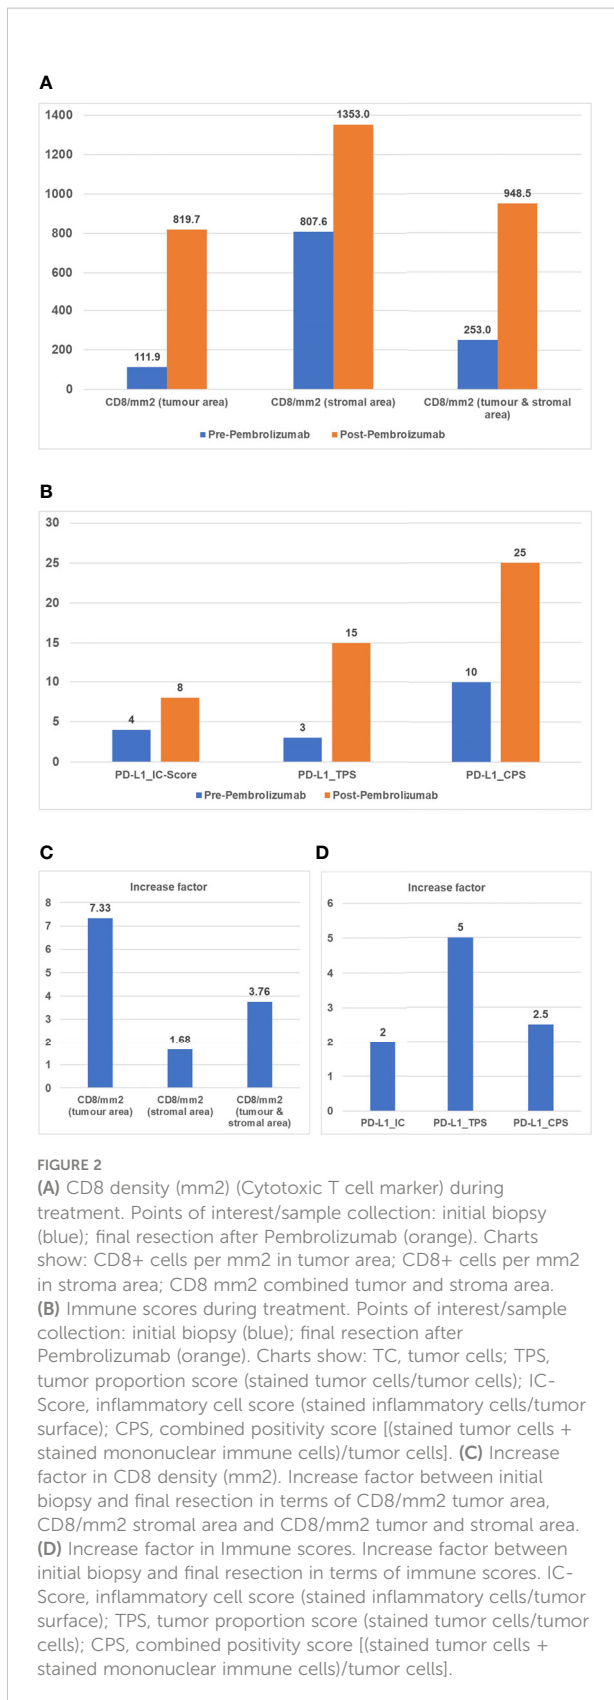 A
1400
1200
1000
800
600
400
200
0
111.9
819.7
807.6
1353.0
253.0
948.5
CD8/mm2 (tumour area)
CD8/mm2 (stromal area)
CD8/mm2 (tumour & stromal
area)
Pre-Pembrolizumab
Post-Pembrolizumab
B
30
25
20
15
10
5
0
4
8
3
15
10
25
PD-L1_IC-Score
PD-L1_TPS
PD-L1_CPS
Pre-Pembrolizumab
Post-Pembrolizumab
C
Increase factor
8
7
6
5
4
3
2
1
0
7.33
1.68
3.76
CD8/mm2
(tumour area)
CD8/mm2
(stromal area)
CD8/mm2
(tumour &
stromal area)
D
Increase factor
6
5
4
3
2
1
0
2
5
2.5
PD-L1_IC
PD-L1_TPS
PD-L1_CPS
FIGURE 2
(A) CD8 density (mm2) (Cytotoxic T cell marker) during
treatment. Points of interest/sample collection: initial biopsy
(blue); final resection after Pembrolizumab (orange). Charts
show: CD8+ cells per mm2 in tumor area; CD8+ cells per mm2
in stroma area; CD8 mm2 combined tumor and stroma area.
(B) Immune scores during treatment. Points of interest/sample
collection: initial biopsy (blue); final resection after
Pembrolizumab (orange). Charts show: TC, tumor cells; TPS,
tumor proportion score (stained tumor cells/tumor cells); IC-
Score, inflammatory cell score (stained inflammatory cells/tumor
surface); CPS, combined positivity score [(stained tumor cells +
stained mononuclear immune cells)/tumor cells]. (C) Increase
factor in CD8 density (mm2). Increase factor between initial
biopsy and final resection in terms of CD8/mm2 tumor area,
CD8/mm2 stromal area and CD8/mm2 tumor and stromal area.
(D) Increase factor in Immune scores. Increase factor between
initial biopsy and final resection in terms of immune scores. IC-
Score, inflammatory cell score (stained inflammatory cells/tumor
surface); TPS, tumor proportion score (stained tumor cells/tumor
cells); CPS, combined positivity score [(stained tumor cells +
stained mononuclear immune cells)/tumor cells].